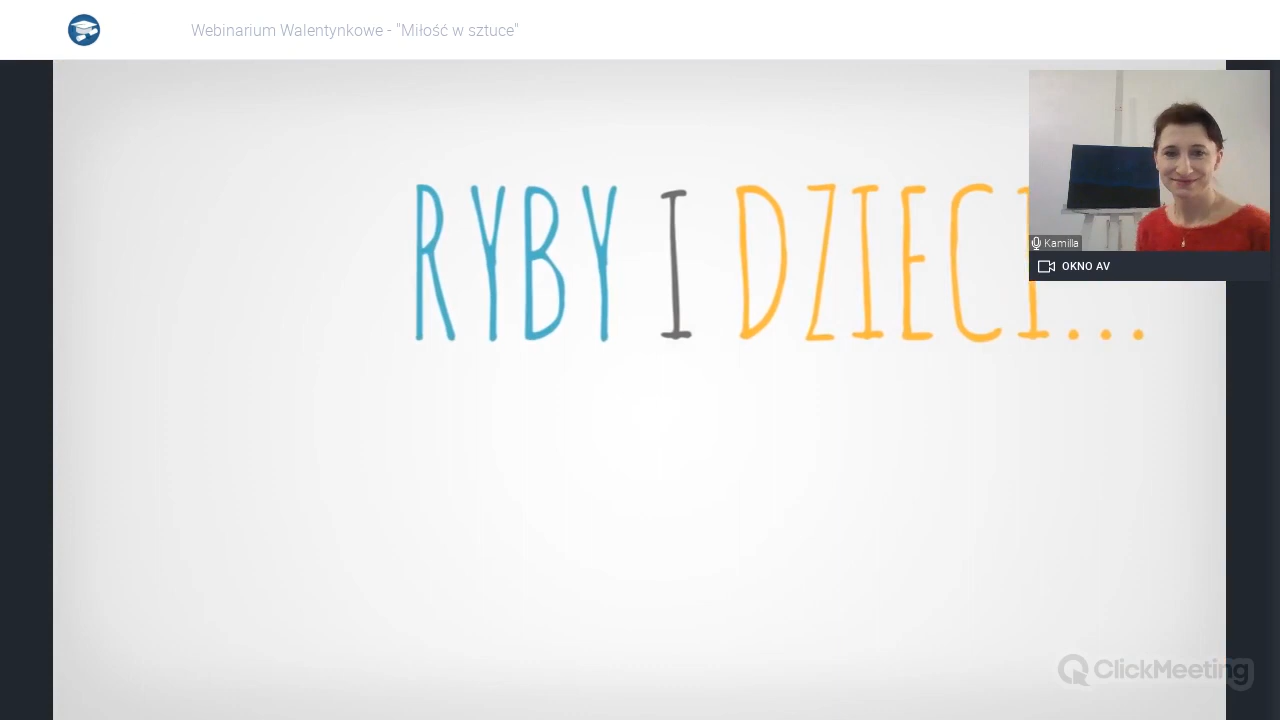 Webinarium Walentynkowe - "Miłość w sztuce"
RYBY I DZIECI...
Kamilla
OKNO AV
ClickMeeting